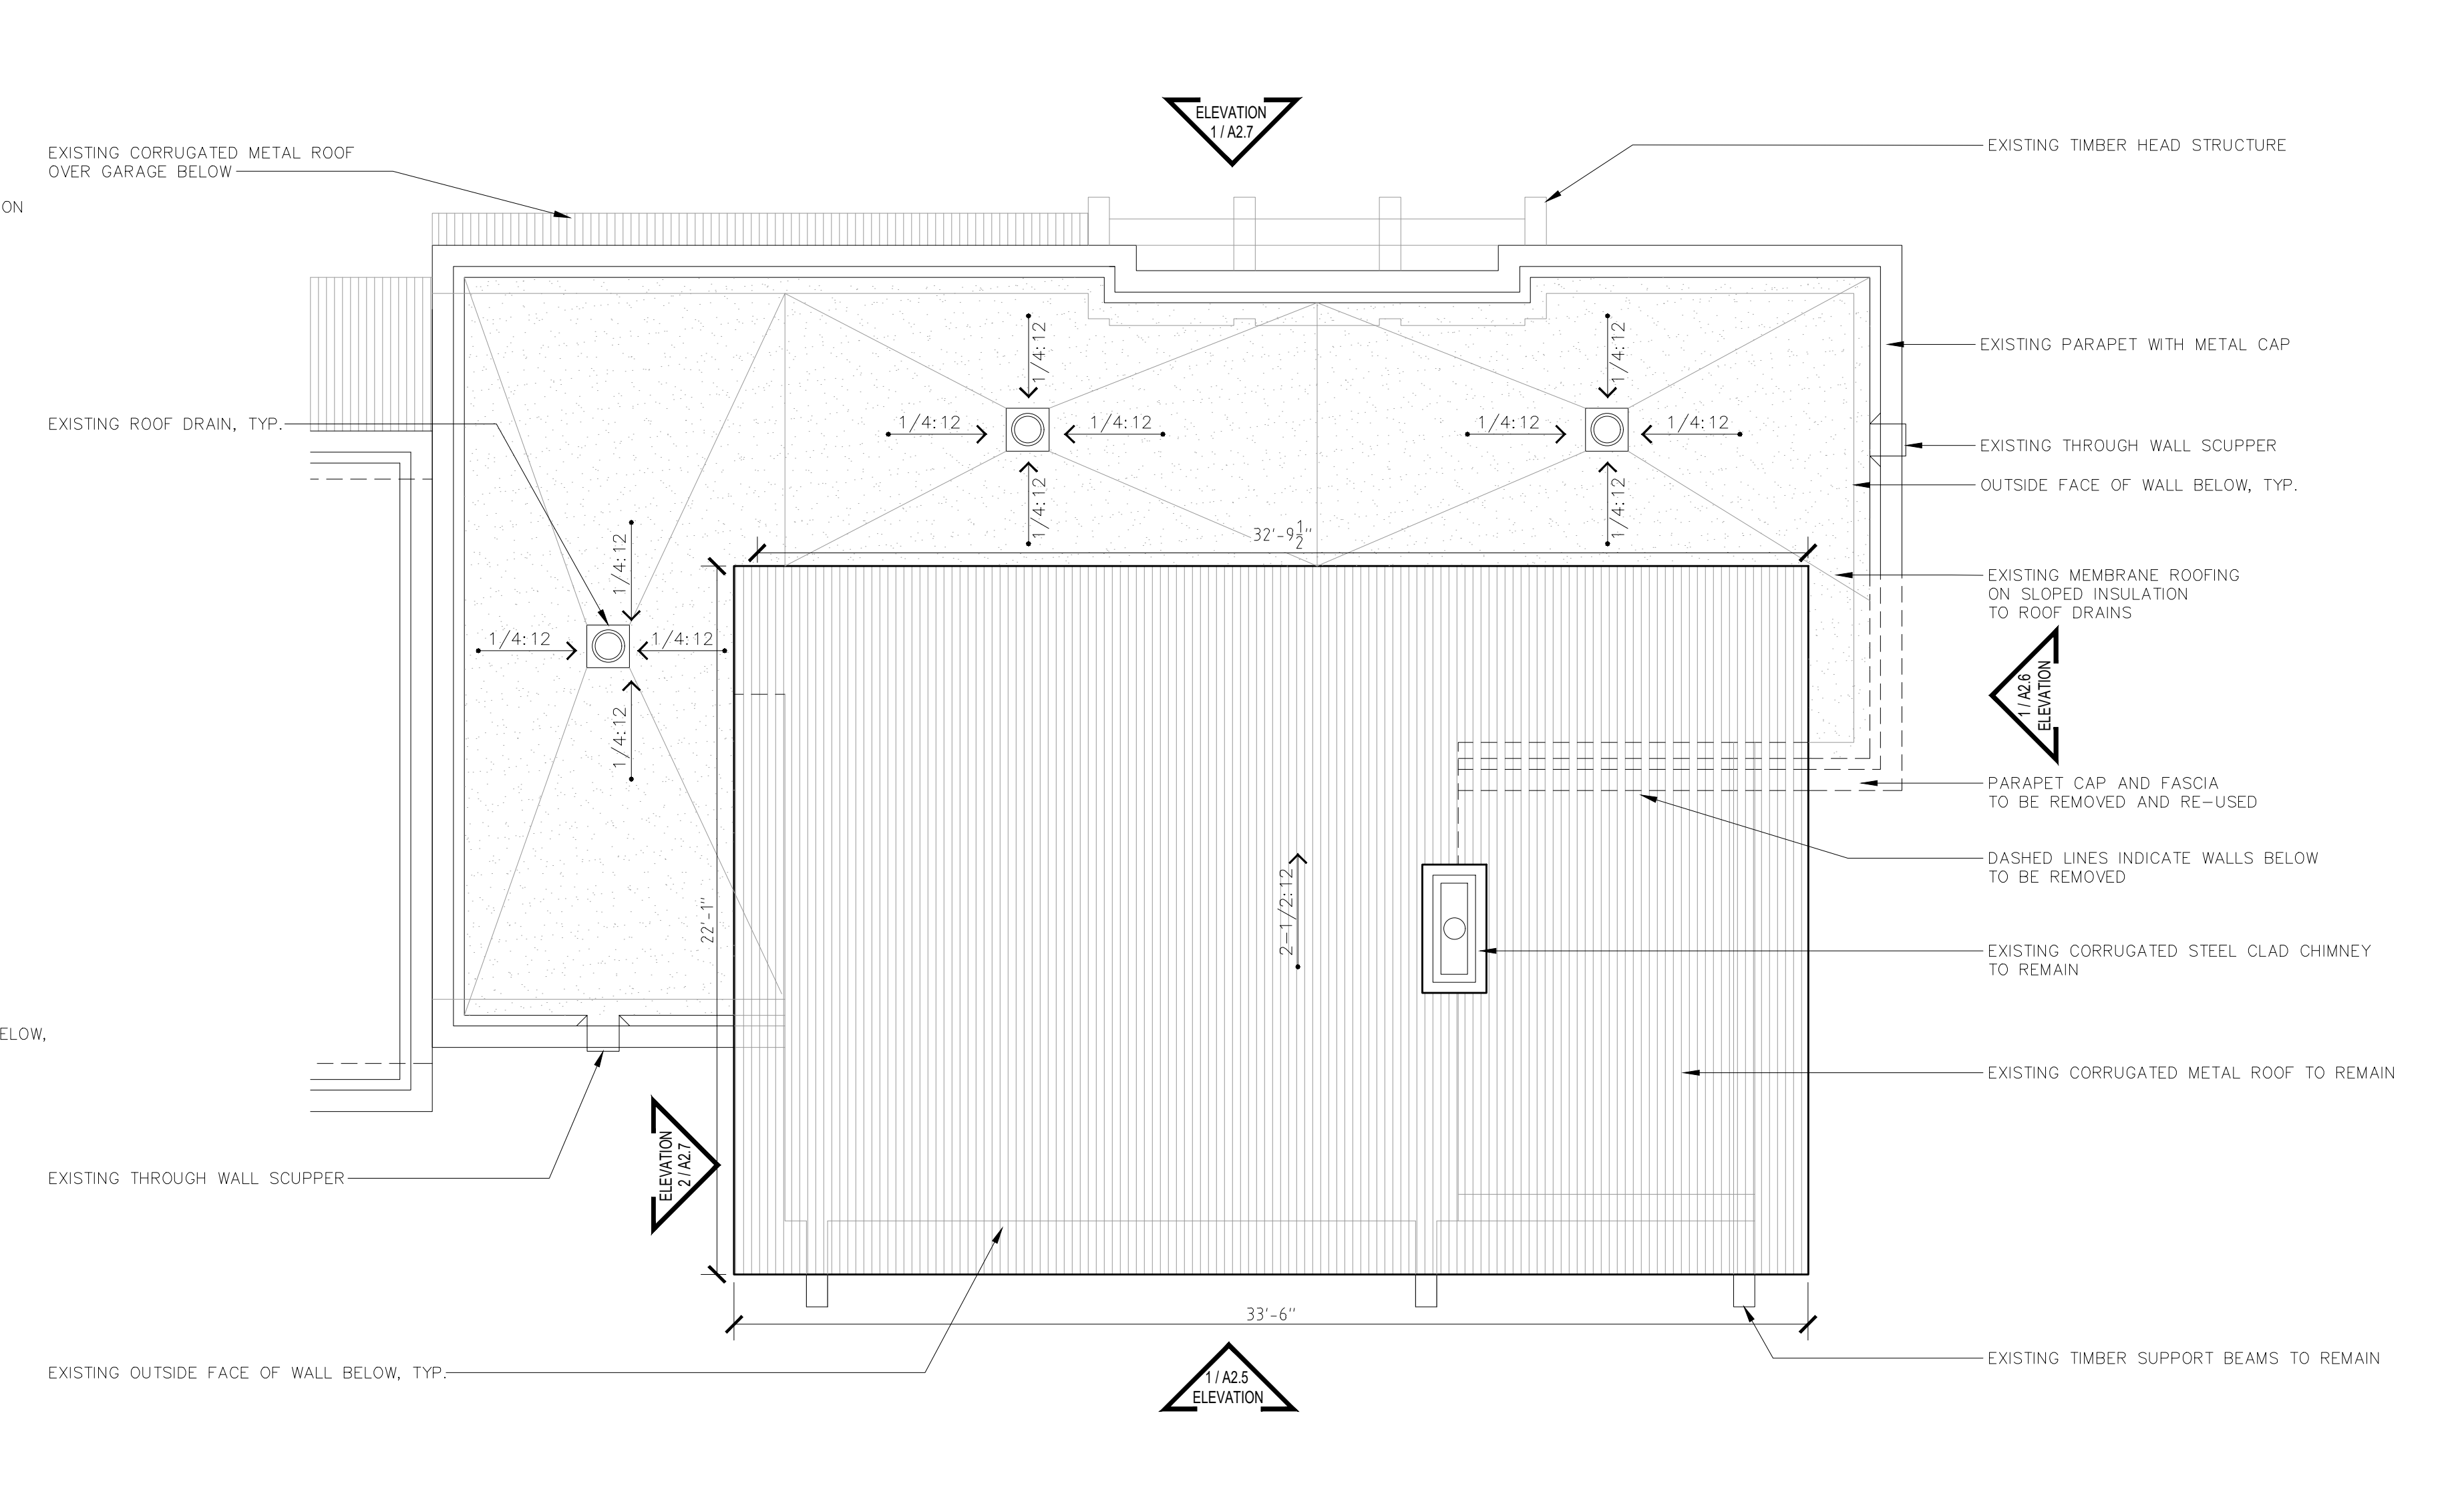 ELEVATION
1 / A2.7
EXISTING CORRUGATED METAL ROOF
OVER GARAGE BELOW
ON
EXISTING TIMBER HEAD STRUCTURE
1/4:12
1/4:12
EXISTING PARAPET WITH METAL CAP
EXISTING ROOF DRAIN, TYP.
1/4:12
1/4:12
1/4:12
1/4:12
EXISTING THROUGH WALL SCUPPER
OUTSIDE FACE OF WALL BELOW, TYP.
1/4:12
1/4:12
32'-9 1/2"
1/4:12
EXISTING MEMBRANE ROOFING
ON SLOPED INSULATION
TO ROOF DRAINS
1/4:12
1/4:12
1 / A2.6
ELEVATION
1/4:12
PARAPET CAP AND FASCIA
TO BE REMOVED AND RE-USED
DASHED LINES INDICATE WALLS BELOW
TO BE REMOVED
22'-1"
2-1/2:12
EXISTING CORRUGATED STEEL CLAD CHIMNEY
TO REMAIN
ELOW,
EXISTING CORRUGATED METAL ROOF TO REMAIN
ELEVATION
2 / A2.7
EXISTING THROUGH WALL SCUPPER
33'-6"
EXISTING TIMBER SUPPORT BEAMS TO REMAIN
EXISTING OUTSIDE FACE OF WALL BELOW, TYP.
1 / A2.5
ELEVATION